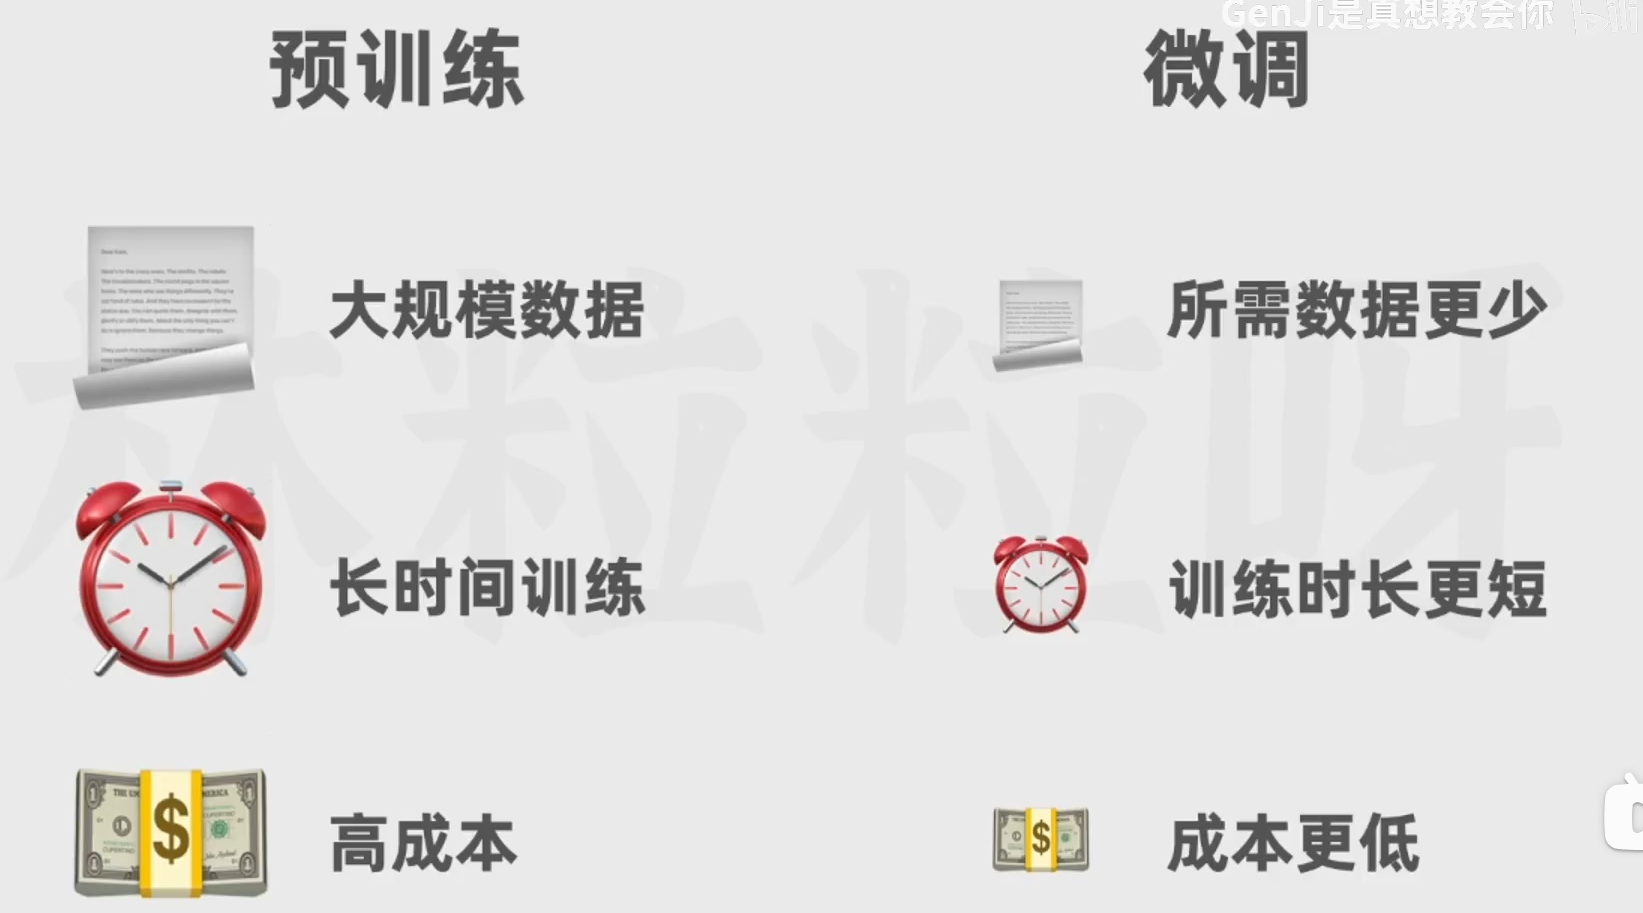 GenJi是真想教会你 bili
预训练
微调
大规模数据
所需数据更少
长时间训练
训练时长更短
高成本
成本更低
林粒粒呀